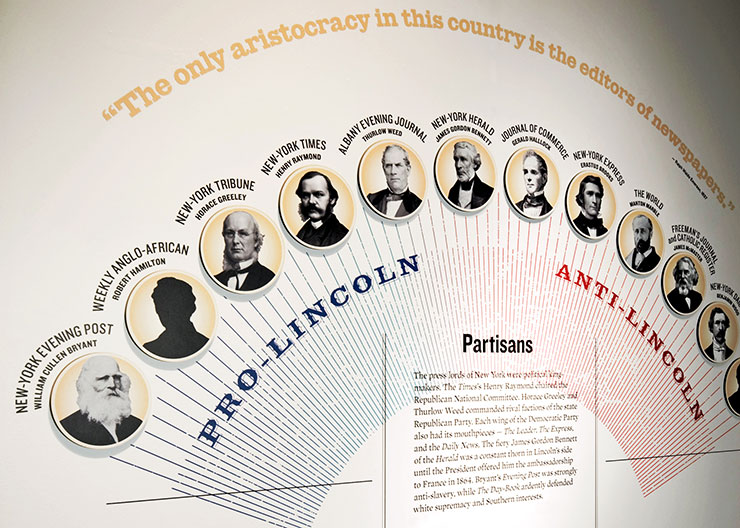 “The only aristocracy in this country is the editors of newspapers.”
NEW-YORK EVENING POST
WILLIAM CULLEN BRYANT
WEEKLY ANGLO-AFRICAN
ROBERT HAMILTON
NEW-YORK TRIBUNE
HORACE GREELEY
NEW-YORK TIMES
HENRY RAYMOND
ALBANY EVENING JOURNAL
THURLOW WEED
NEW-YORK HERALD
JAMES GORDON BENNETT
JOURNAL OF COMMERCE
GERALD HALLOCK
NEW-YORK EXPRESS
ERASTUS BROOKS
THE WORLD
MANTON MARBLE
FREEMAN'S JOURNAL
and CATHOLIC REGISTER
JAMES McMASTER
NEW-YORK
BENJAMIN
PRO-LINCOLN
ANTI-LINCOLN
Partisans
The press lords of New York were political king-
makers. The Times's Henry Raymond chaired the
Republican National Committee. Horace Greeley and
Thurlow Weed commanded rival factions of the state
Republican Party. Each wing of the Democratic Party
also had its mouthpieces — The Leader, The Express,
and the Daily News. The fiery James Gordon Bennett
of the Herald was a constant thorn in Lincoln's side
until the President offered him the ambassadorship
to France in 1864. Bryant's Evening Post was strongly
anti-slavery, while The Day-Book ardently defended
white supremacy and Southern interests.